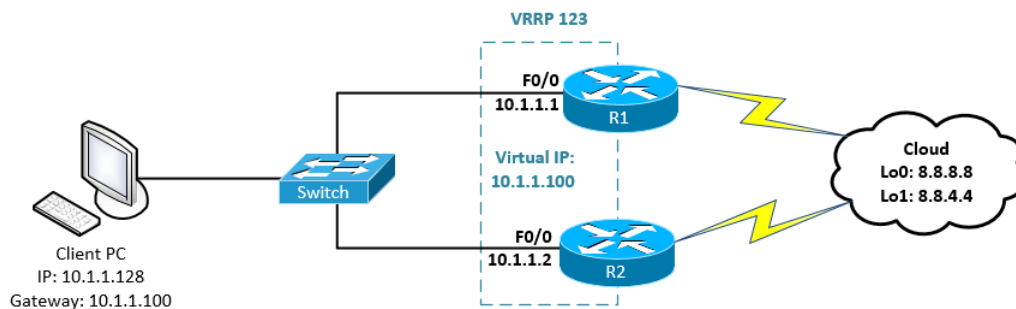 VRRP 123
F0/0
10.1.1.1
R1
Virtual IP:
10.1.1.100
Switch
Cloud
Lo0: 8.8.8.8
Lo1: 8.8.4.4
F0/0
10.1.1.2
R2
Client PC
IP: 10.1.1.128
Gateway: 10.1.1.100